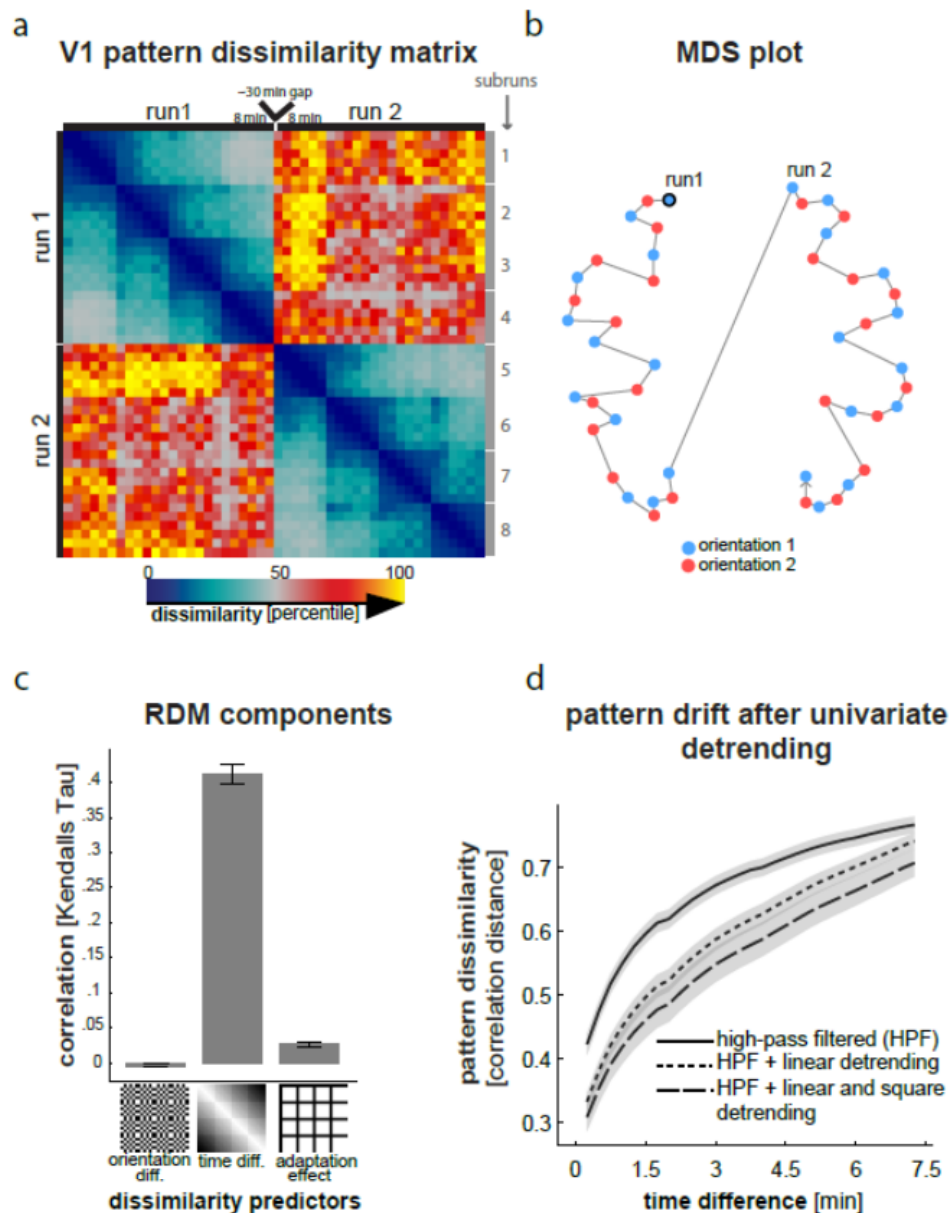 a
V1 pattern dissimilarity matrix
~30 min gap
run1
8 min
8 min
run 2
subruns
run 1
run 2
1
2
3
4
5
6
7
8
0
50
100
dissimilarity [percentile]
b
MDS plot
run1
run 2
orientation 1
orientation 2
c
RDM components
correlation [Kendalls Tau]
.4
.35
.3
.2
.2
.15
.1
.05
0
orientation
diff.
time diff.
adaptation
effect
dissimilarity predictors
d
pattern drift after univariate
detrending
pattern dissimilarity
[correlation distance]
0.7
0.6
0.5
0.4
0.3
high-pass filtered (HPF)
HPF + linear detrending
HPF + linear and square
detrending
0
1.5
3
4.5
6
7.5
time difference [min]